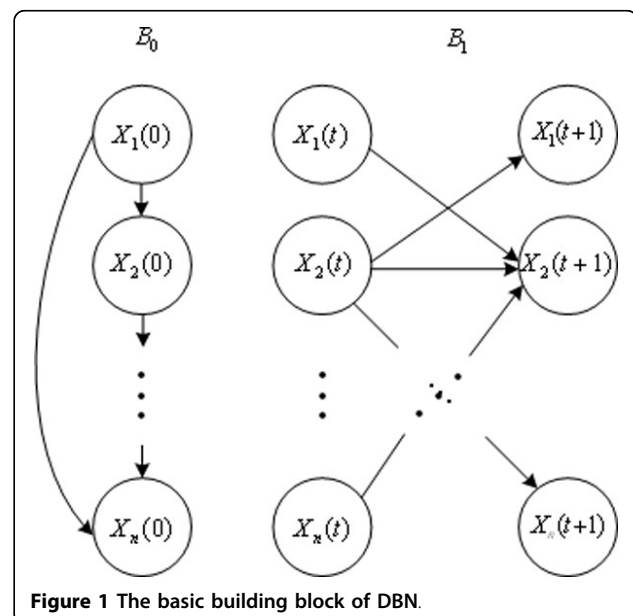 B₀ B₁
X₁(0) X₁(t) X₁(t+1)
X₂(0) X₂(t) X₂(t+1)
Xₙ(0) Xₙ(t) Xₙ(t+1)
Figure 1 The basic building block of DBN.